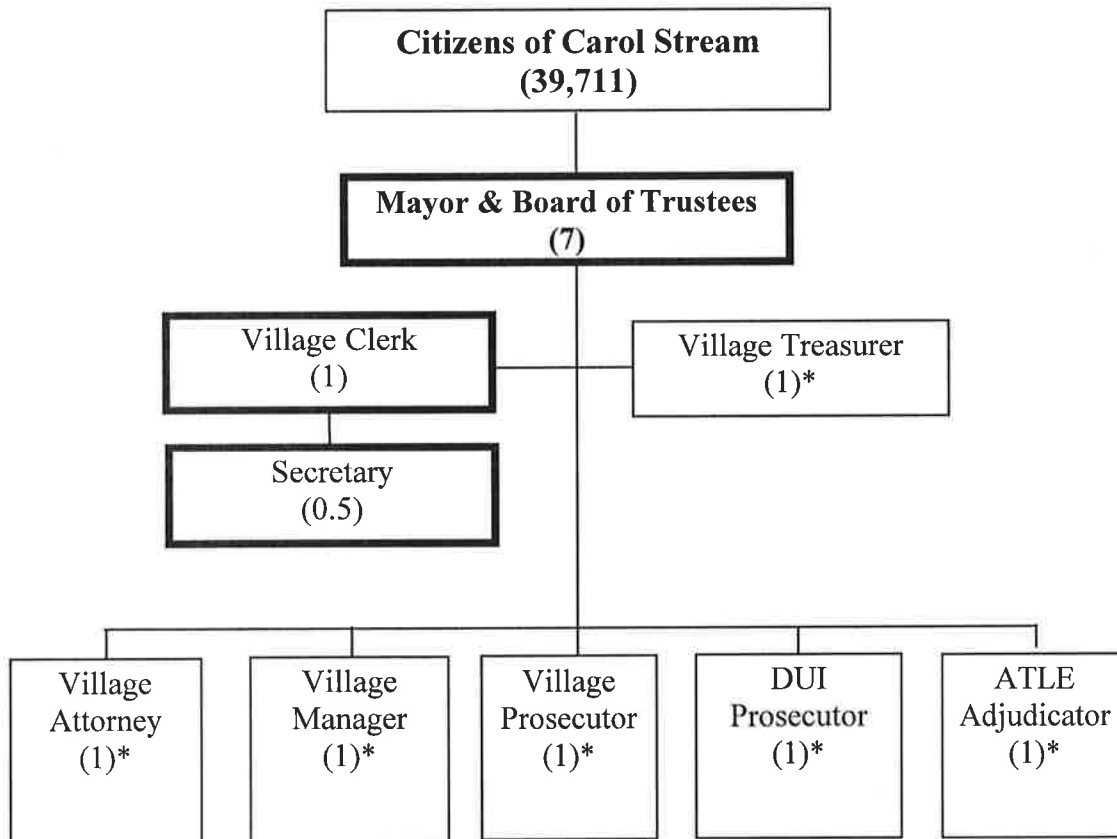 Citizens of Carol Stream
(39,711)
Mayor & Board of Trustees
(7)
Village Clerk
(1)
Village Treasurer
(1)*
Secretary
(0.5)
Village
Attorney
(1)*
Village
Manager
(1)*
Village
Prosecutor
(1)*
DUI
Prosecutor
(1)*
ATLE
Adjudicator
(1)*